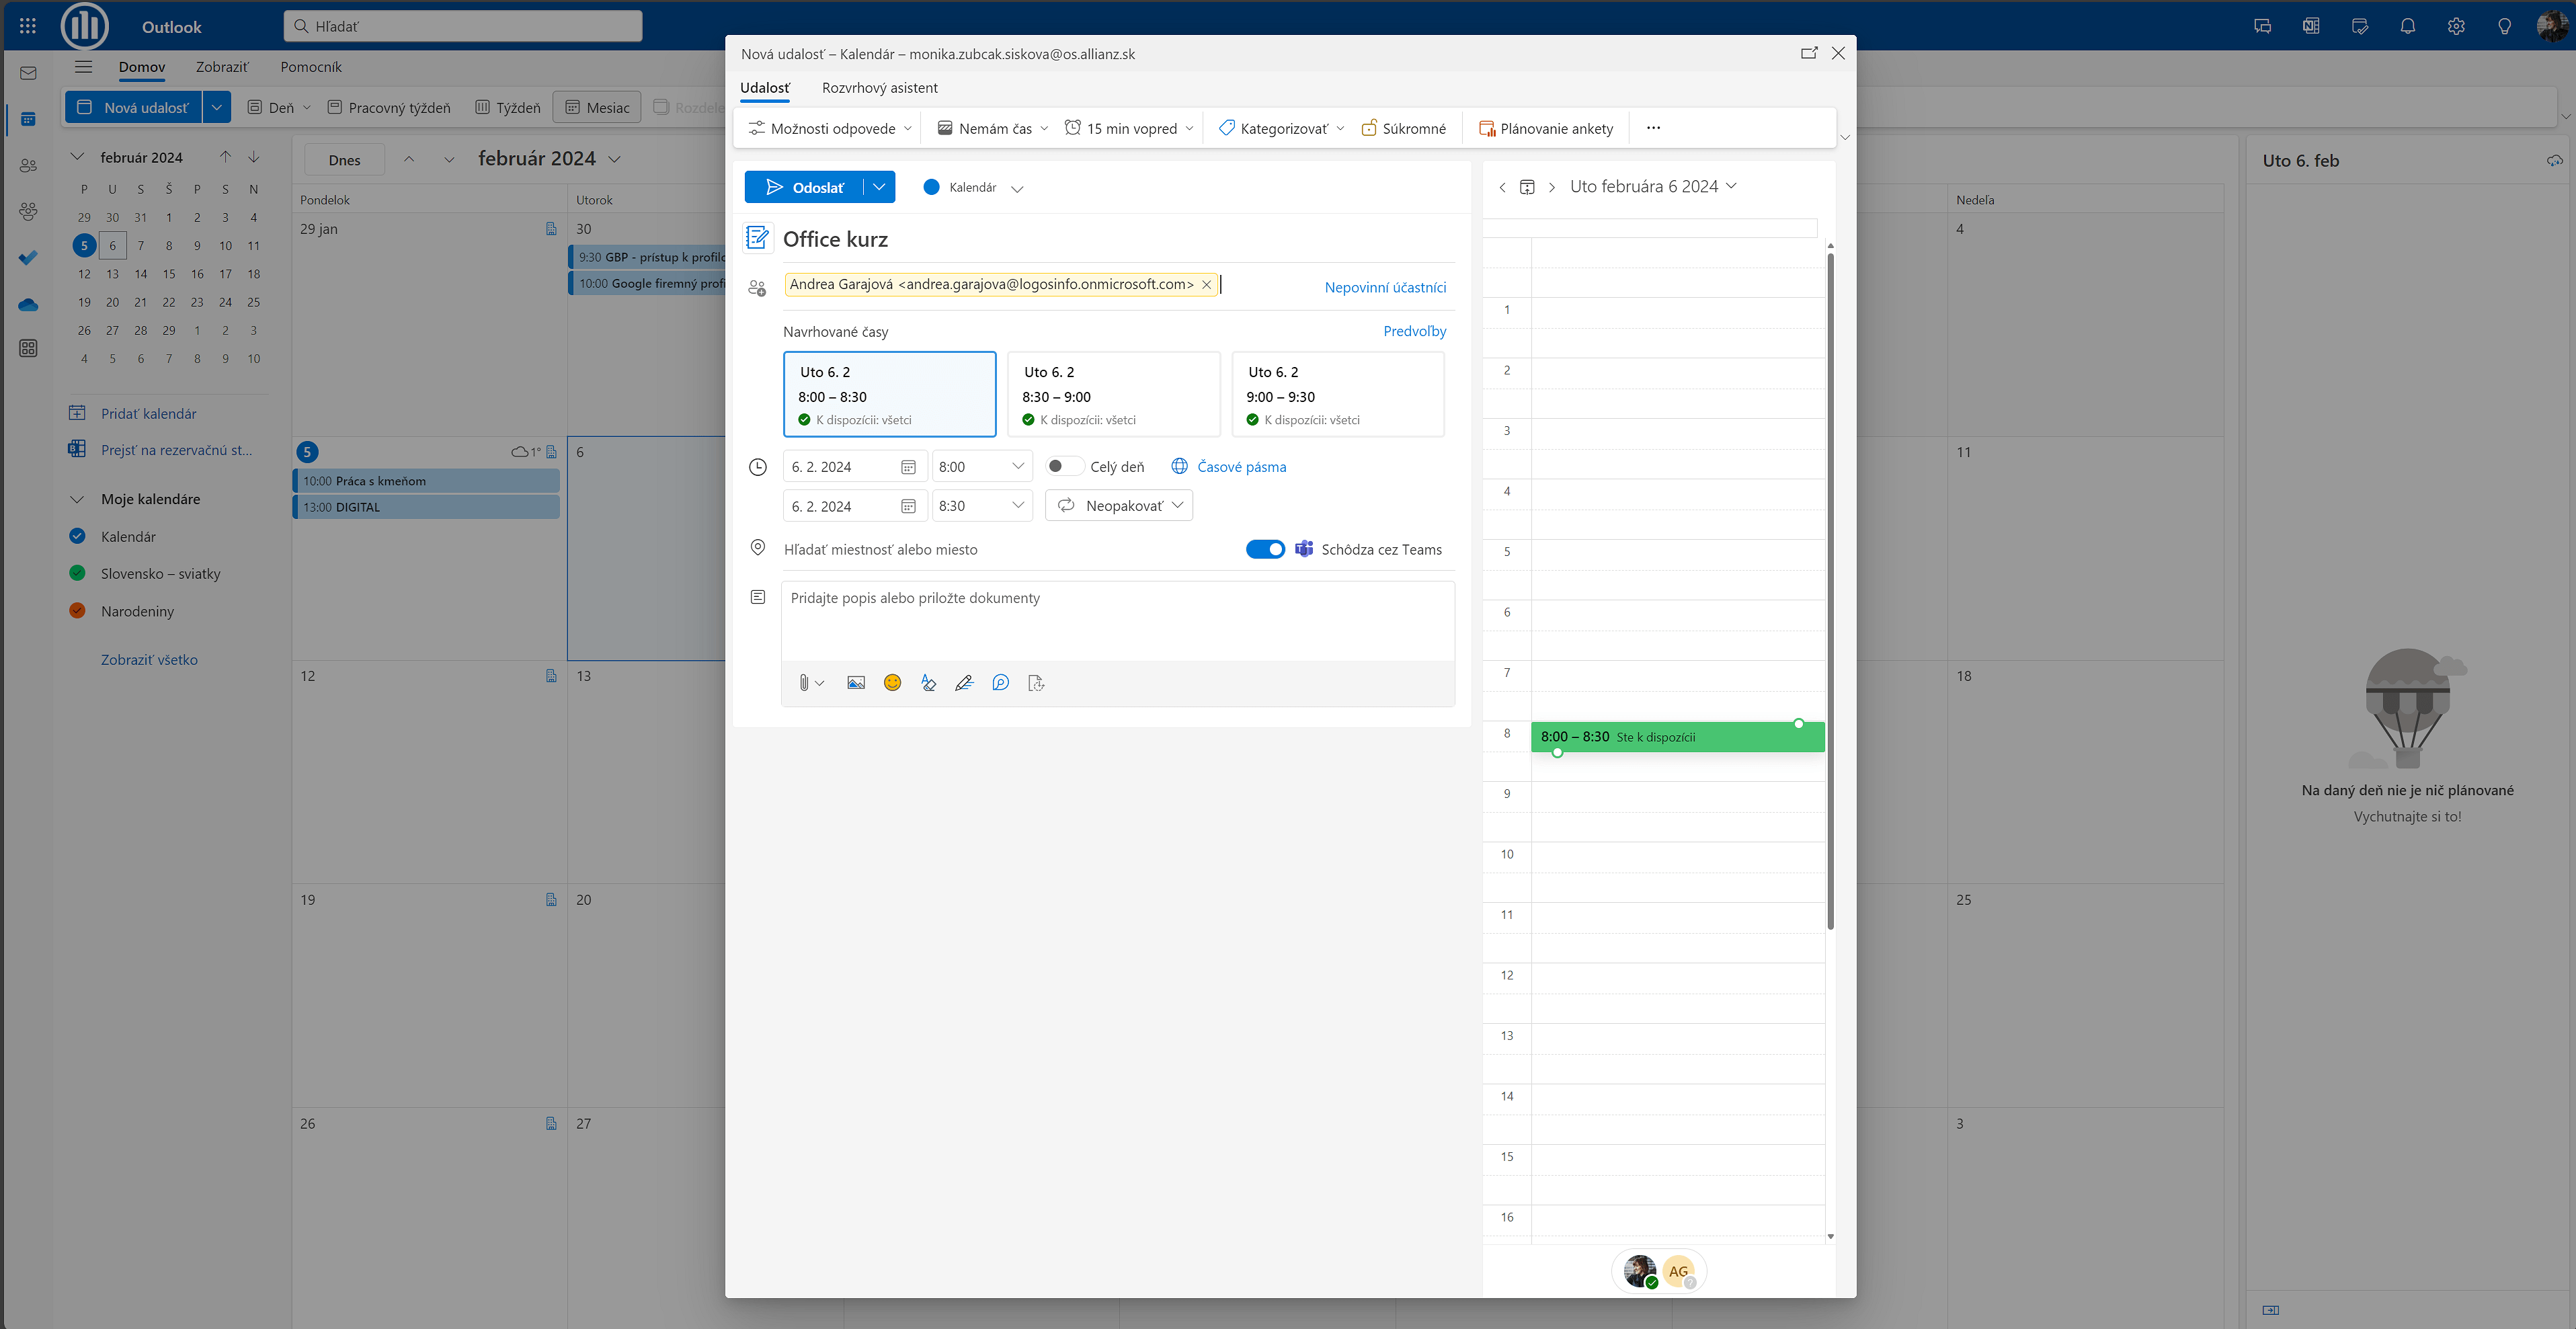 Outlook
Hľadať
Domov Zobraziť Pomocník
Nová udalosť Deň Pracovný týždeň Týždeň Mesiac Rozdele
február 2024
P U S Š P S N
29 30 31 1 2 3 4
5 6 7 8 9 10 11
12 13 14 15 16 17 18
19 20 21 22 23 24 25
26 27 28 29 1 2 3
4 5 6 7 8 9 10
Pridať kalendár
Prejsť na rezervačnú st...
Moje kalendáre
Kalendár
Slovensko – sviatky
Narodeniny
Zobraziť všetko
Dnes február 2024
Pondelok Utorok
29 jan 30
9:30 GBP - prístup k profilo
10:00 Google firemný profi
5 1° 6
10:00 Práca s kmeňom
13:00 DIGITAL
12 13
19 20
26 27
Nová udalosť – Kalendár – monika.zubcak.siskova@os.allianz.sk
Udalosť Rozvrhový asistent
Možnosti odpovede Nemám čas 15 min vopred Kategorizovať Súkromné Plánovanie ankety ...
Odoslať Kalendár
Office kurz
Andrea Garajová <andrea.garajova@logosinfo.onmicrosoft.com>
Nepovinní účastníci
Navrhované časy Predvoľby
Uto 6. 2 Uto 6. 2 Uto 6. 2
8:00 – 8:30 8:30 – 9:00 9:00 – 9:30
K dispozícii: všetci K dispozícii: všetci K dispozícii: všetci
6. 2. 2024 8:00 Celý deň Časové pásma
6. 2. 2024 8:30 Neopakovať
Hľadať miestnosť alebo miesto Schôdza cez Teams
Pridajte popis alebo priložte dokumenty
Uto februára 6 2024
1
2
3
4
5
6
7
8 8:00 – 8:30 Ste k dispozícii
9
10
11
12
13
14
15
16
AG
Nedeľa
4
11
18
25
3
Uto 6. feb
Na daný deň nie je nič plánované
Vychutnajte si to!